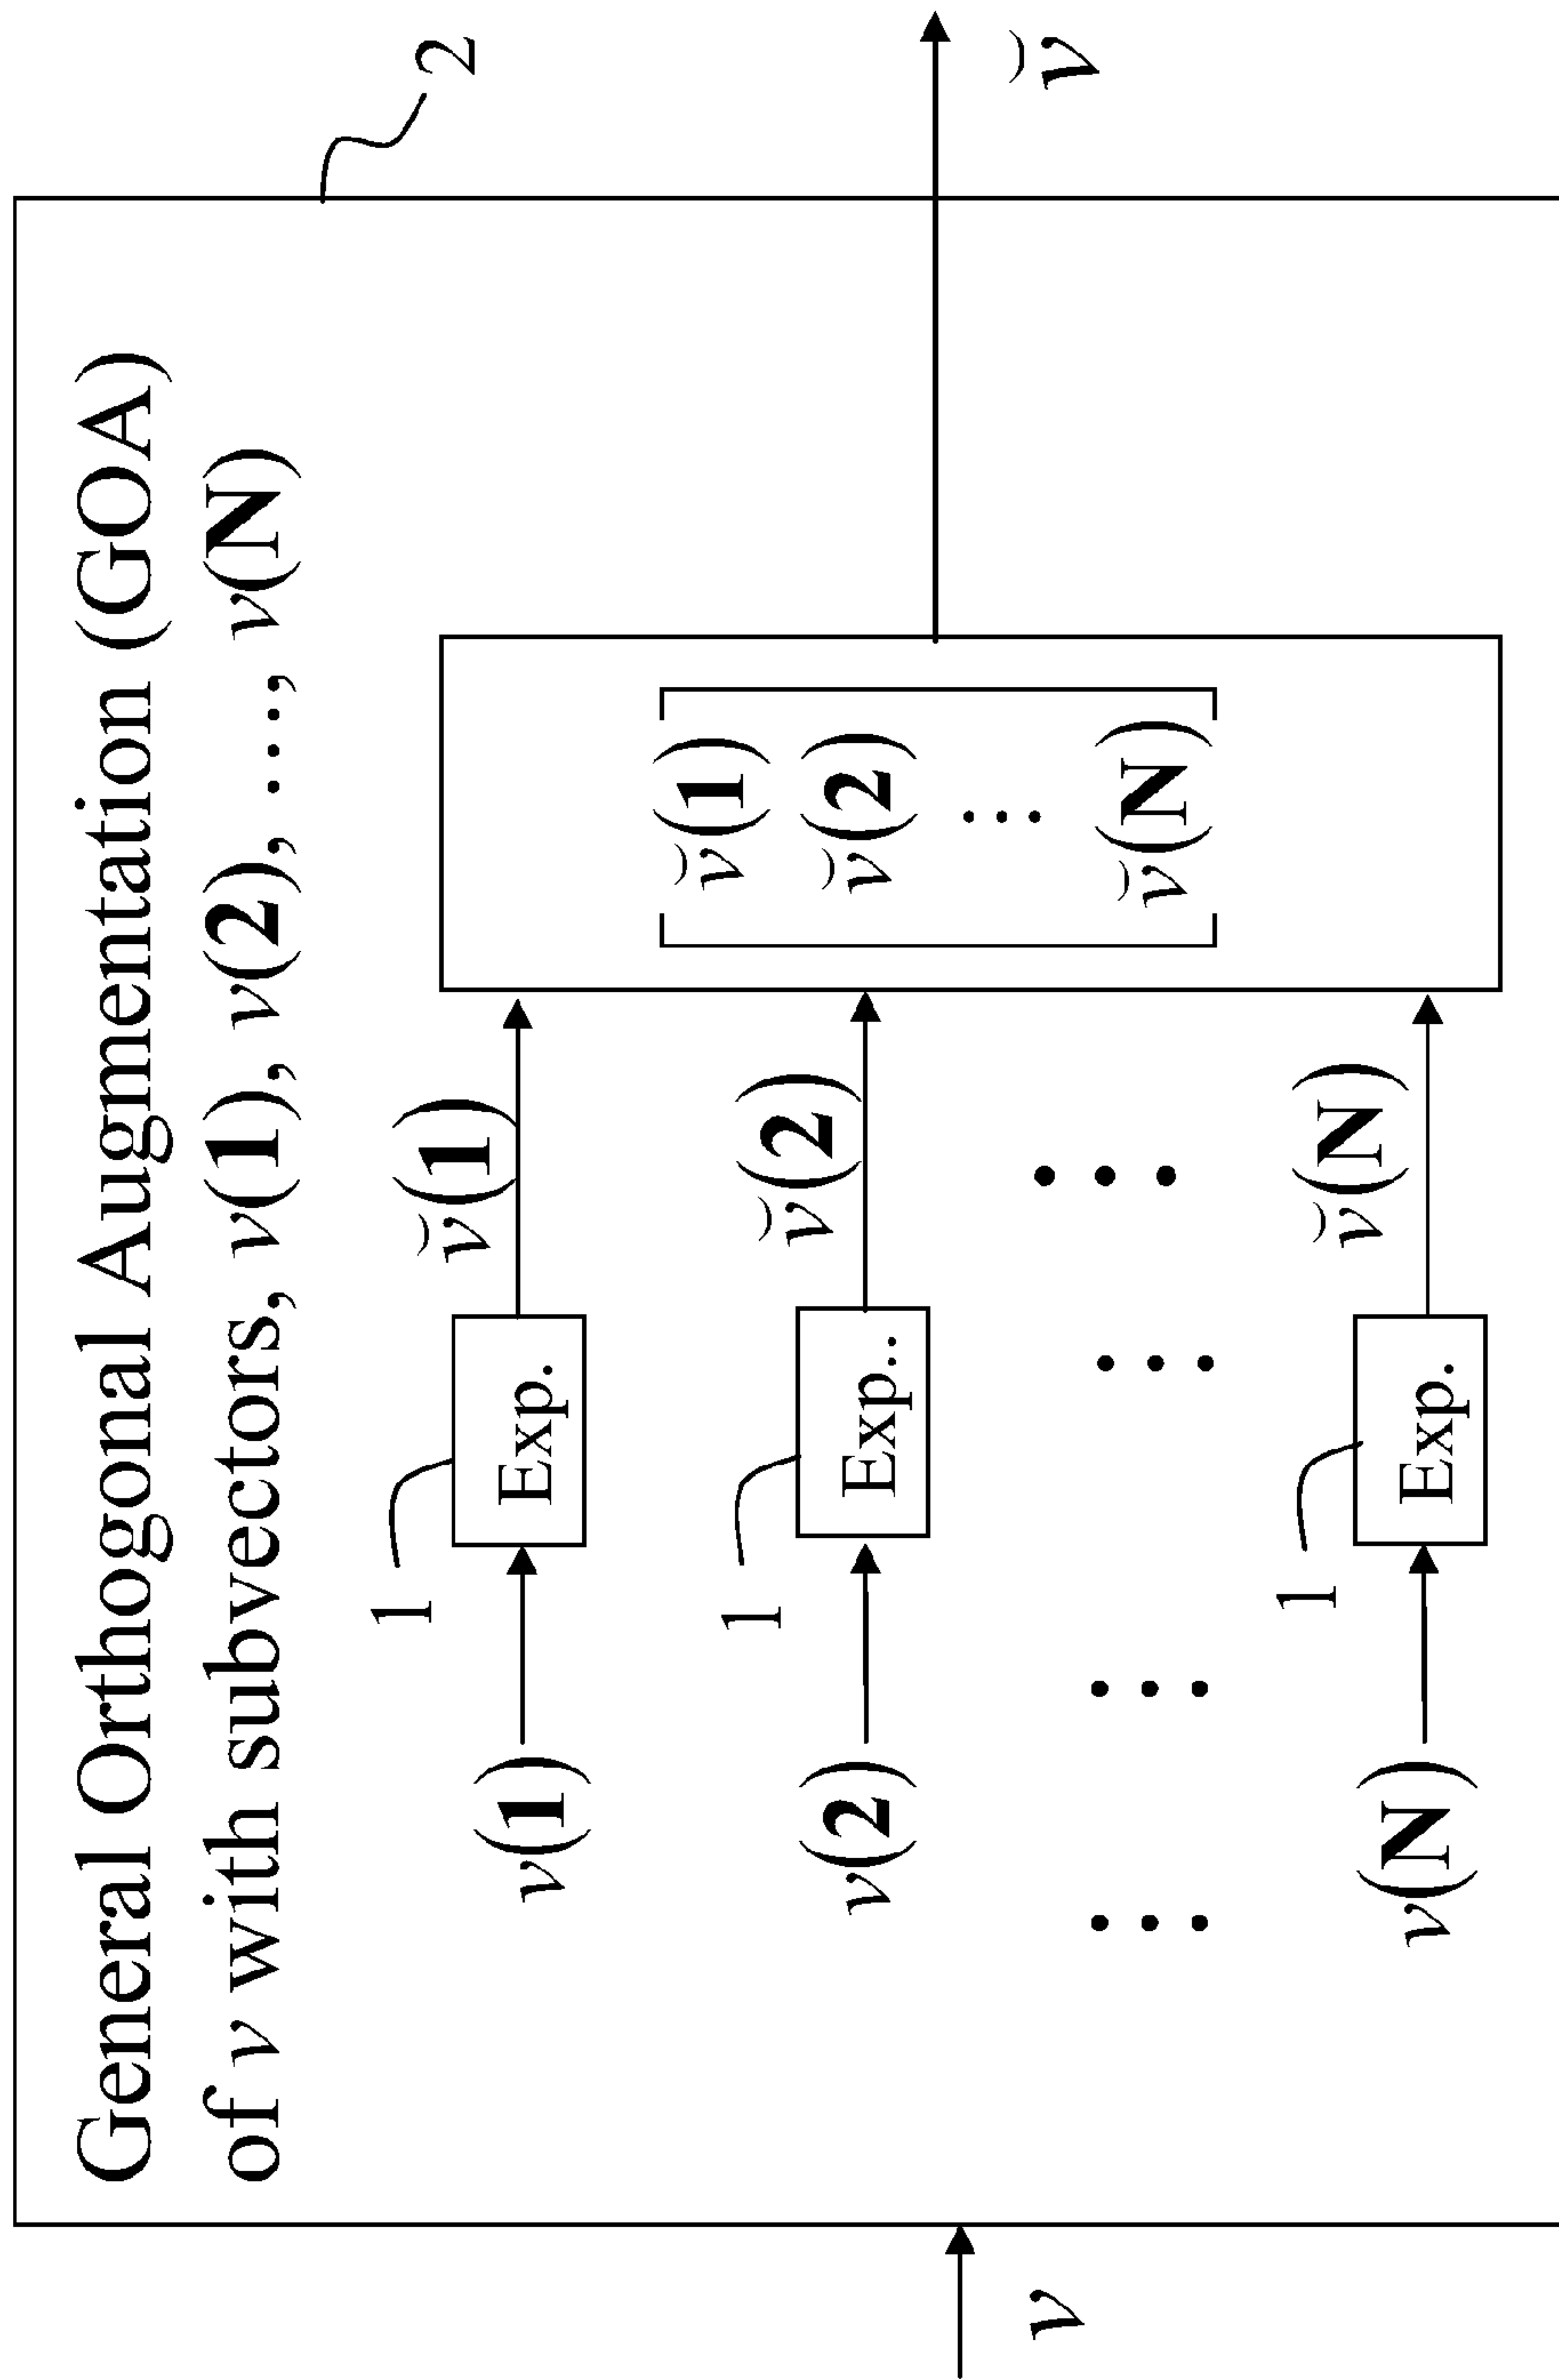 General Orthogonal Augmentation (GOA)
of ν with subvectors, ν(1), ν(2), ..., ν(N)
2
1
ν(1)
Exp.
ν̆(1)
1
ν(2)
Exp..
ν̆(2)
ν̆(1)
ν̆(2)
⋮
ν̆(N)
ν
ν̆
⋮ ⋮ ⋮ ⋮
1
ν(N)
Exp.
ν̆(N)